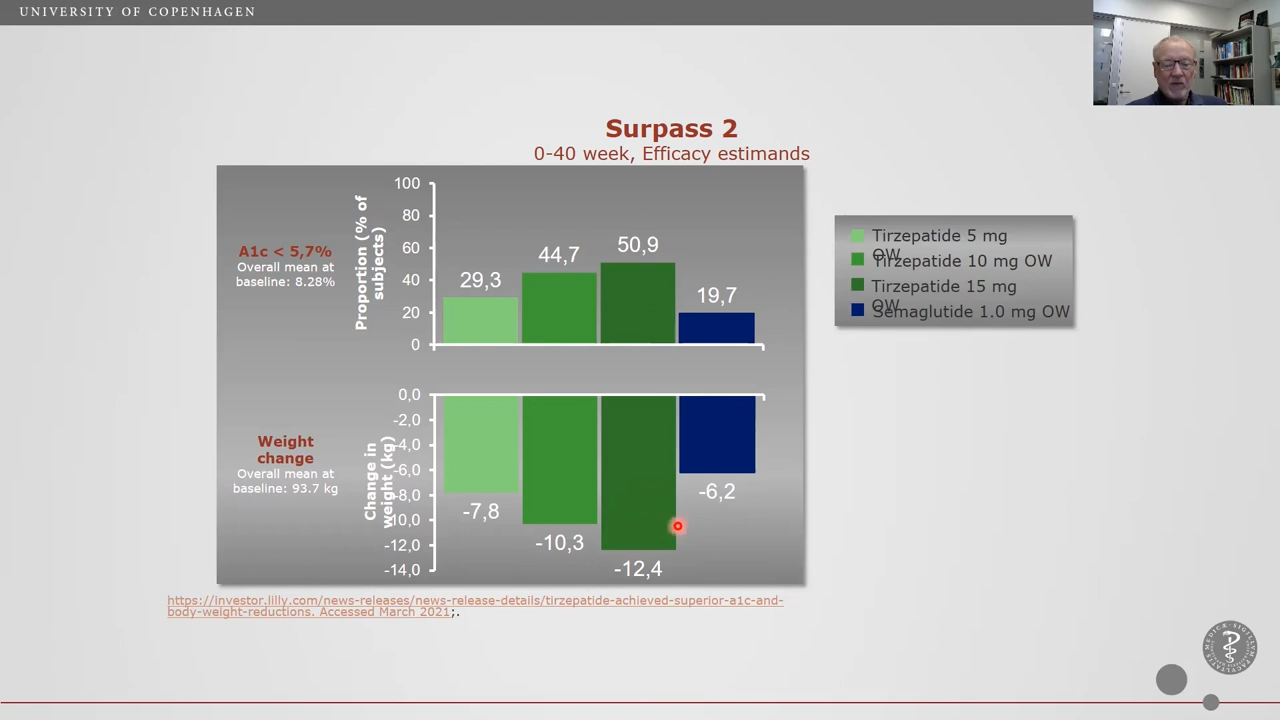 UNIVERSITY OF COPENHAGEN
Surpass 2
0-40 week, Efficacy estimands
A1c < 5,7%
Overall mean at
baseline: 8.28%
Proportion (% of
subjects)
100
80
60
40
20
0
29,3
44,7
50,9
19,7
Tirzepatide 5 mg
OW
Tirzepatide 10 mg OW
Tirzepatide 15 mg
OW
Semaglutide 1.0 mg OW
Weight
change
Overall mean at
baseline: 93.7 kg
Change in
weight (kg)
0,0
-2,0
-4,0
-6,0
-8,0
-10,0
-12,0
-14,0
-7,8
-10,3
-12,4
-6,2
https://investor.lilly.com/news-releases/news-release-details/tirzepatide-achieved-superior-a1c-and-
body-weight-reductions. Accessed March 2021;.